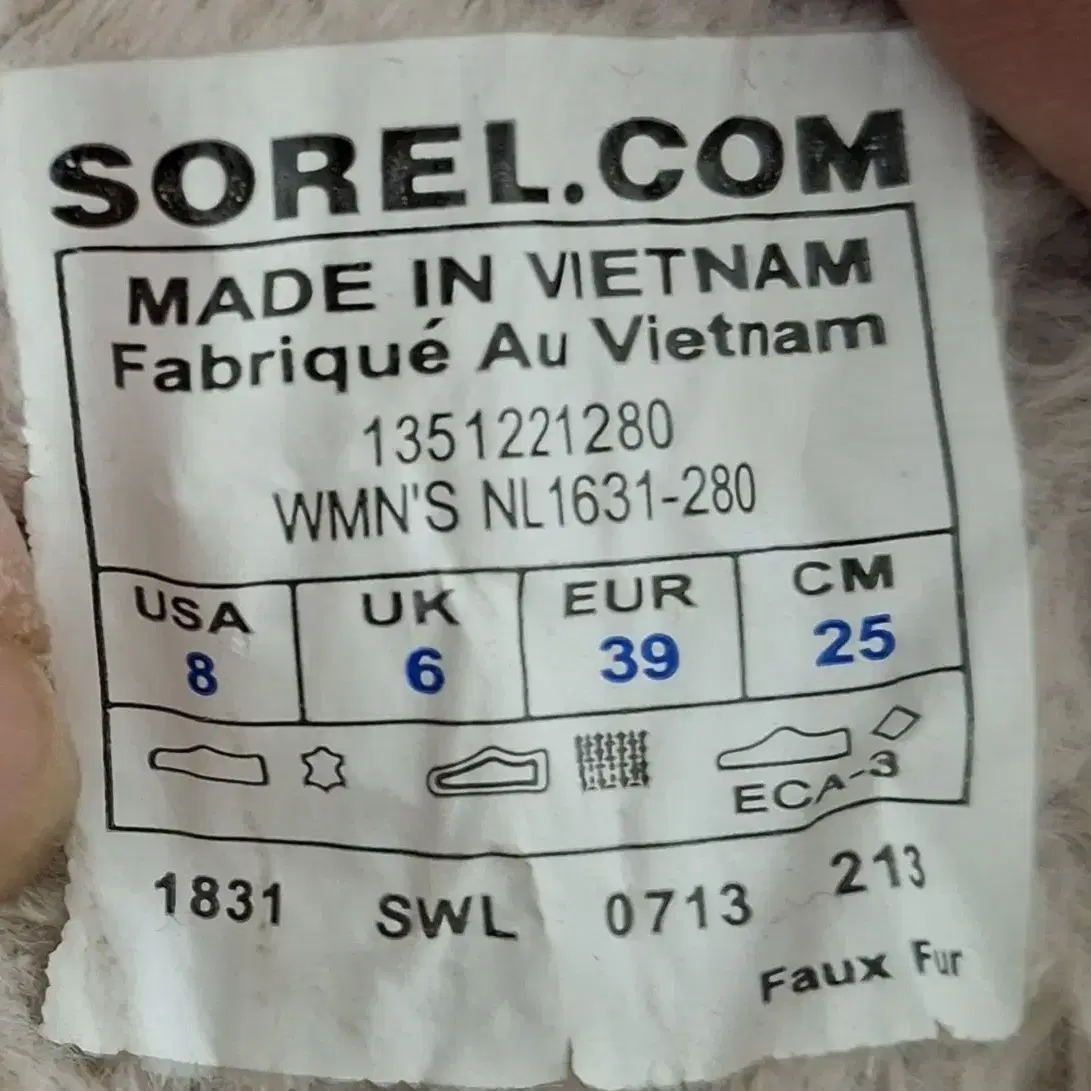 SOREL.COM
MADE IN VIETNAM
Fabriqué Au Vietnam
1351221280
WMN'S NL1631-280
USA UK EUR CM
8 6 39 25
ECA-3
1831 SWL 0713 213
Faux Fur